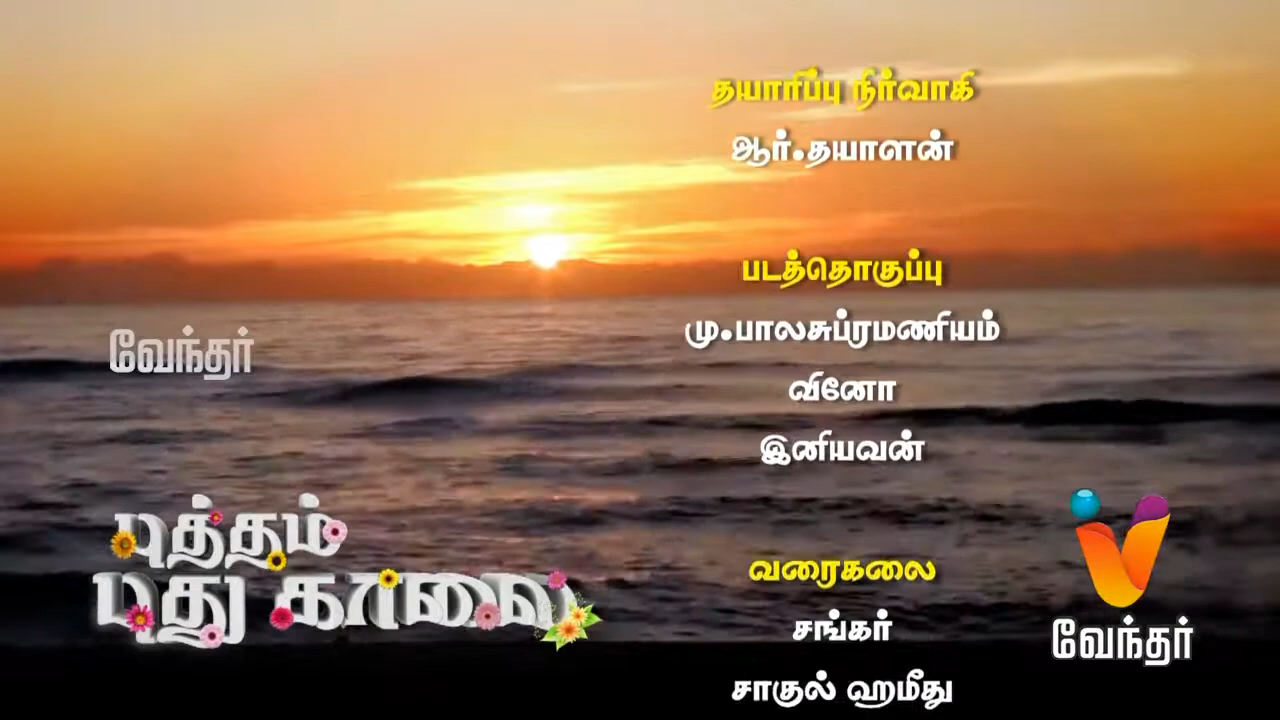 தயாரிப்பு நிர்வாகி
ஆர்.தயாளன்
படத்தொகுப்பு
மு.பாலசுப்ரமணியம்
வினோ
இனியவன்
வரைகலை
சங்கர்
சாகுல் ஹமீது
வேந்தர்
புத்தம்
புது காலை
வேந்தர்